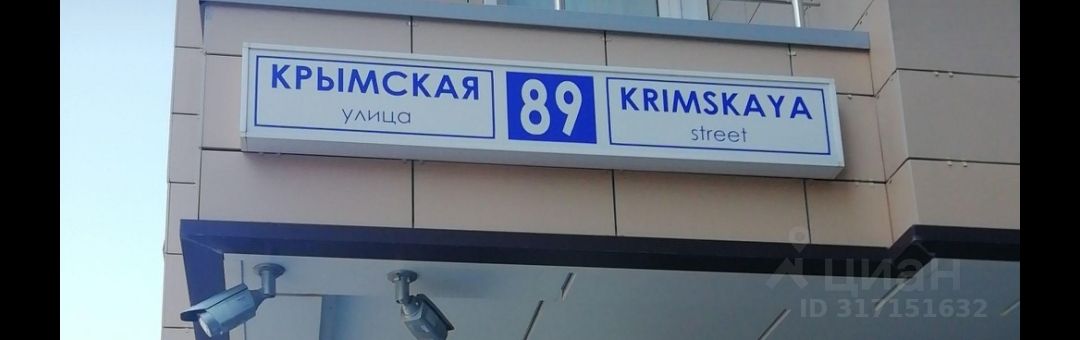 КРЫМСКАЯ
улица
89
KRIMSKAYA
street
циан
ID 317151632